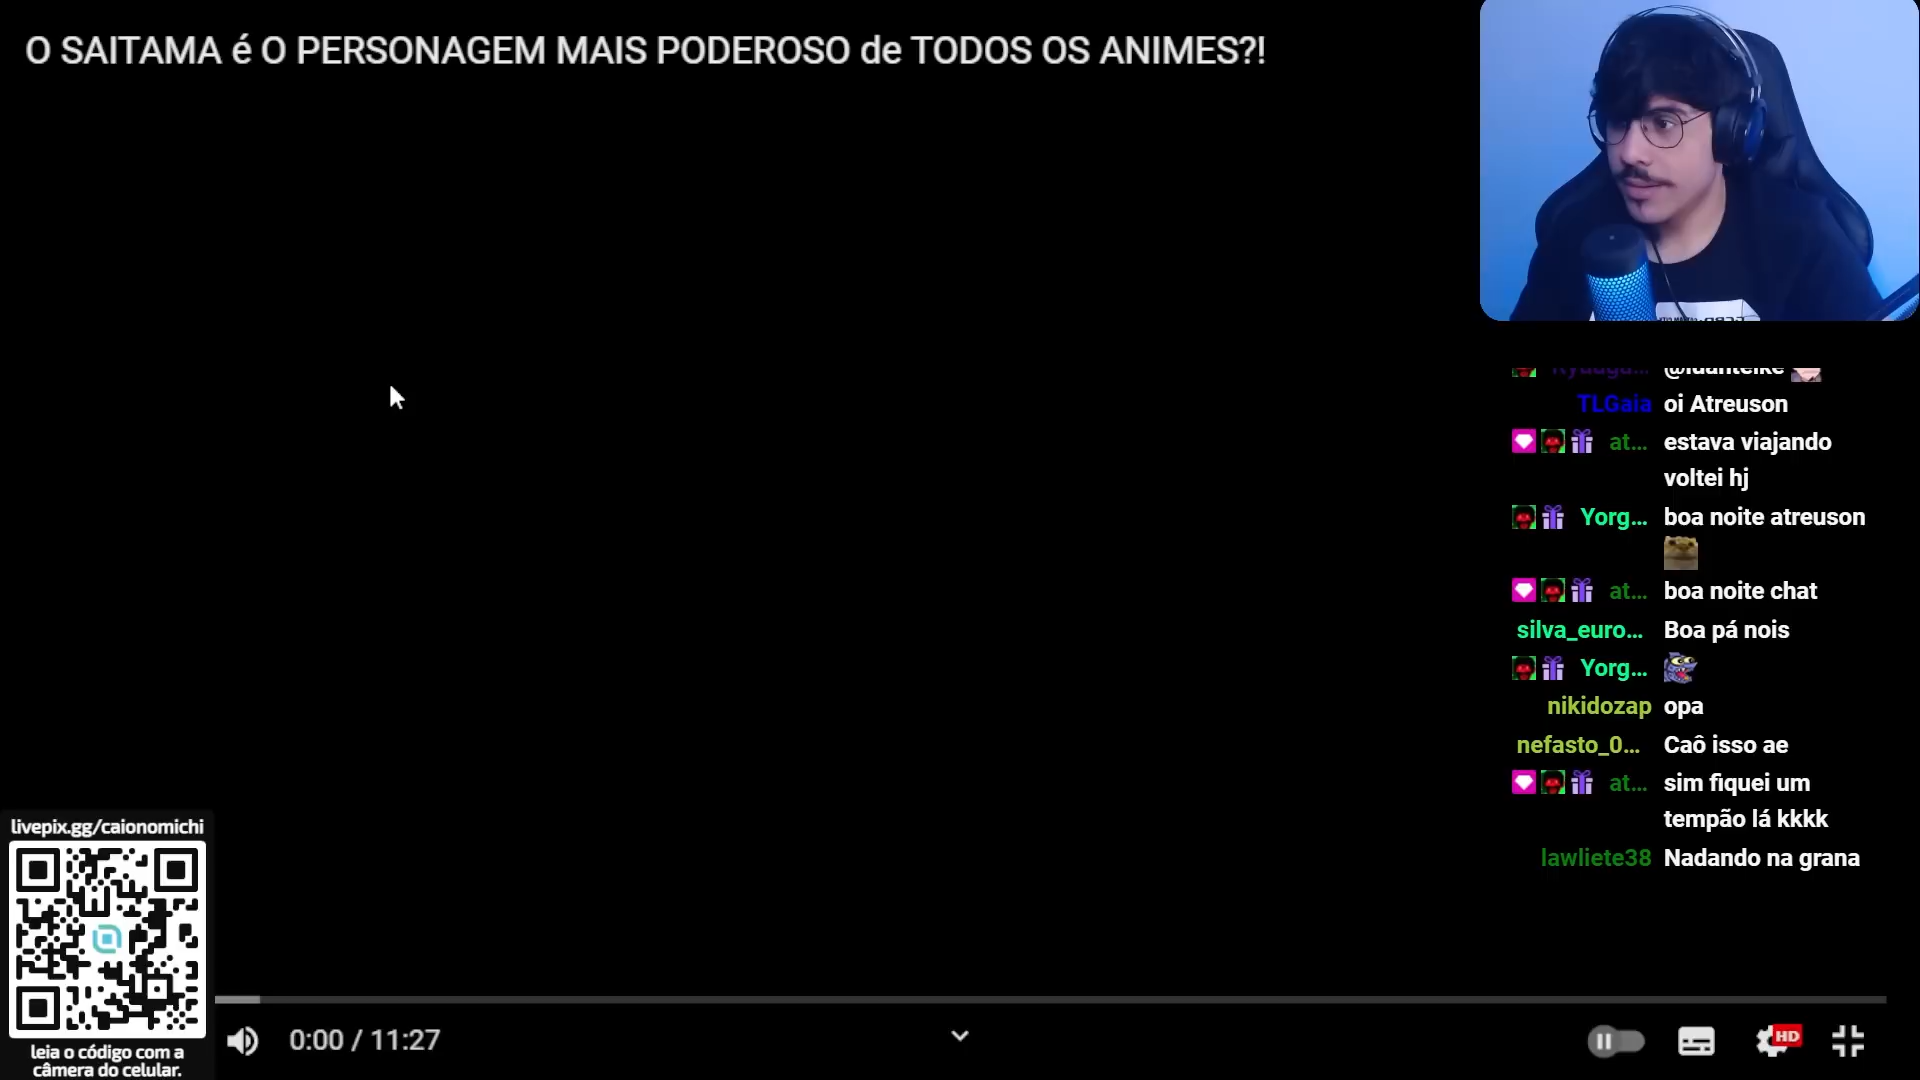 O SAITAMA é O PERSONAGEM MAIS PODEROSO de TODOS OS ANIMES?!
TLGaia oi Atreuson
at... estava viajando
voltei hj
Yorg... boa noite atreuson
at... boa noite chat
silva_euro... Boa pá nois
Yorg...
nikidozap opa
nefasto_0... Caô isso ae
at... sim fiquei um
tempão lá kkkk
lawliete38 Nadando na grana
livepix.gg/caionomichi
leia o código com a
câmera do celular.
0:00 / 11:27
HD